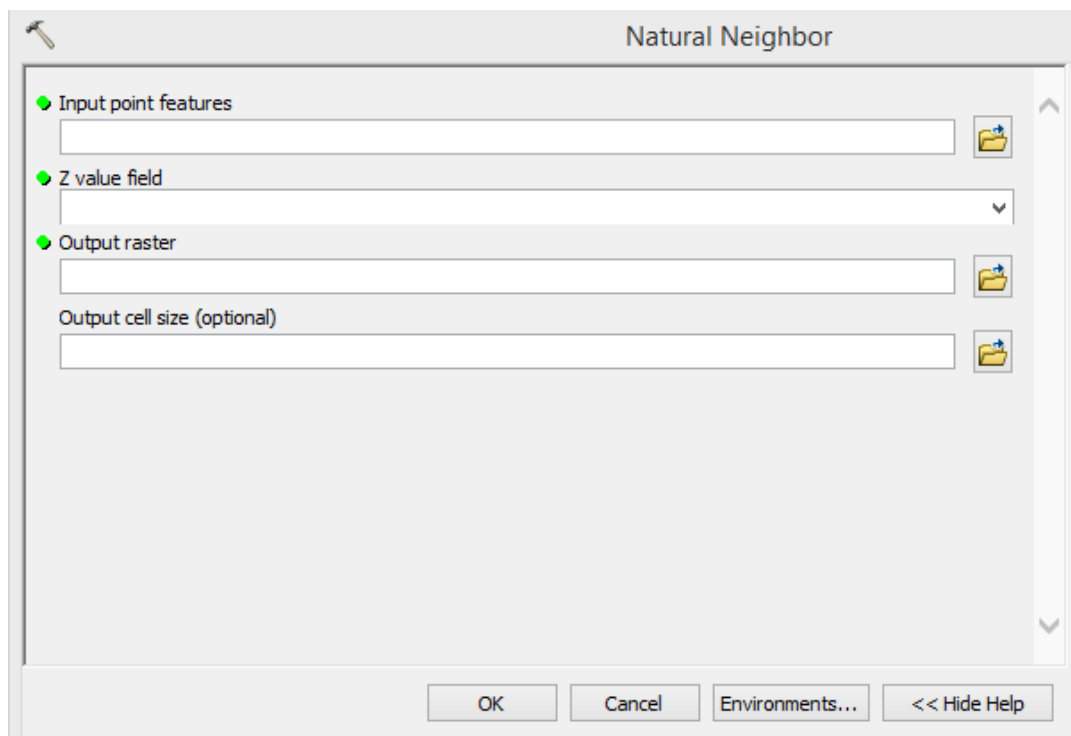 Natural Neighbor
Input point features
Z value field
Output raster
Output cell size (optional)
OK Cancel Environments... << Hide Help